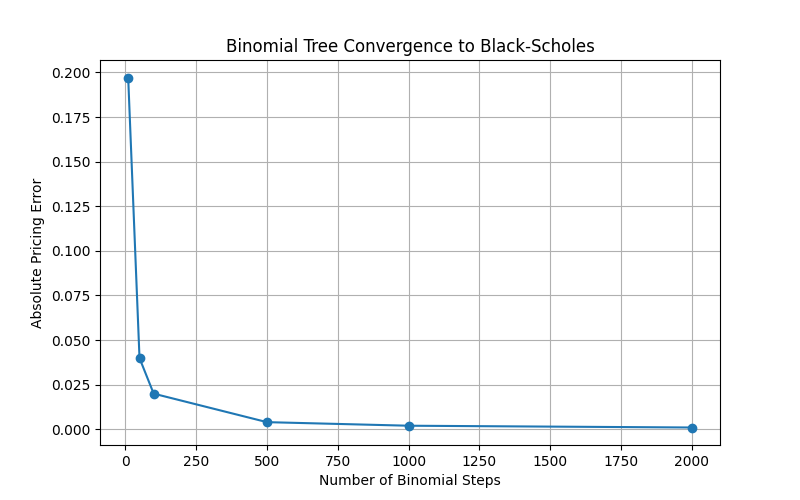 Binomial Tree Convergence to Black-Scholes
Absolute Pricing Error
0.200
0.175
0.150
0.125
0.100
0.075
0.050
0.025
0.000
0 250 500 750 1000 1250 1500 1750 2000
Number of Binomial Steps